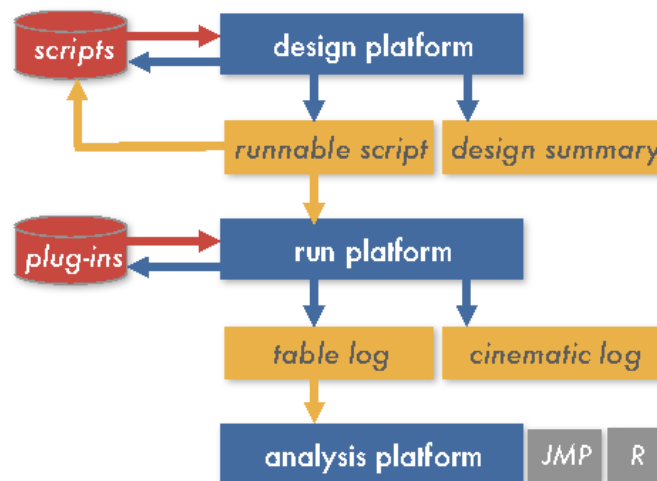 scripts
design platform
runnable script
design summary
plug-ins
run platform
table log
cinematic log
analysis platform
JMP
R